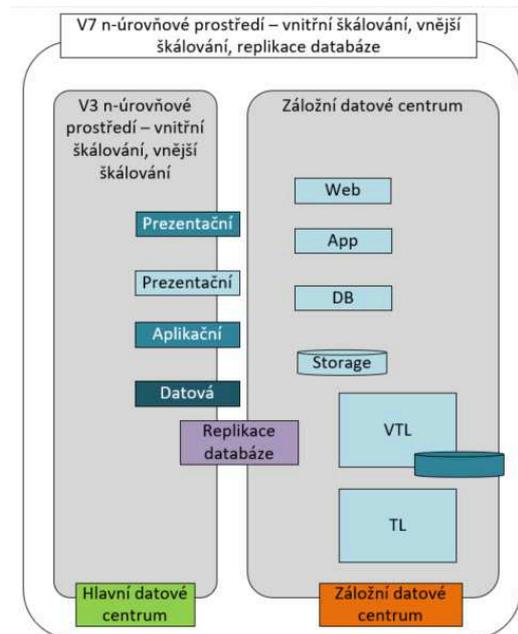 V7 n-úrovňové prostředí – vnitřní škálování, vnější
škálování, replikace databáze
V3 n-úrovňové
prostředí – vnitřní
škálování, vnější
škálování
Prezentační
Prezentační
Aplikační
Datová
Replikace
databáze
Hlavní datové
centrum
Záložní datové centrum
Web
App
DB
Storage
VTL
TL
Záložní datové
centrum